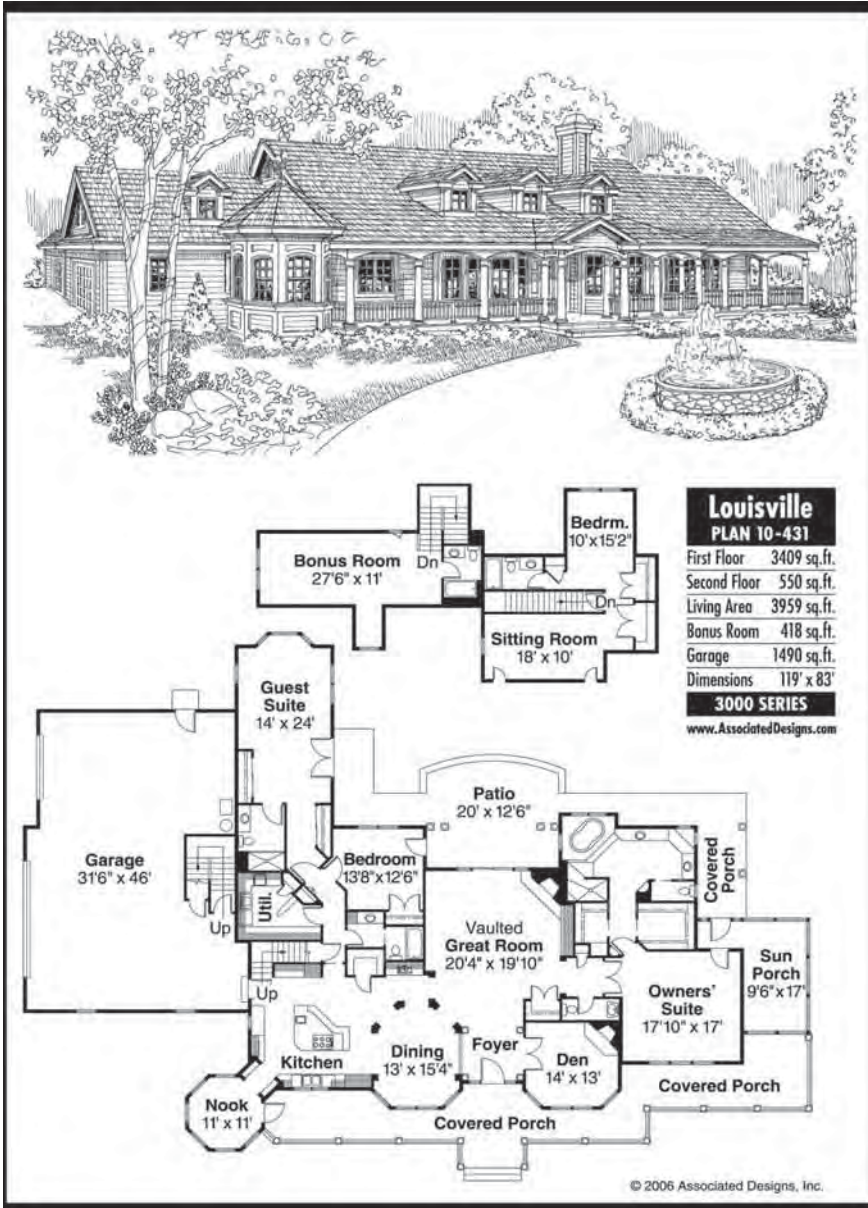 Louisville
PLAN 10-431
First Floor 3409 sq.ft.
Second Floor 550 sq.ft.
Living Area 3959 sq.ft.
Bonus Room 418 sq.ft.
Garage 1490 sq.ft.
Dimensions 119' x 83'
3000 SERIES
www.AssociatedDesigns.com
Bedrm.
10' x 15'2"
Bonus Room
27'6" x 11'
Dn
Dn
Sitting Room
18' x 10'
Guest
Suite
14' x 24'
Patio
20' x 12'6"
Garage
31'6" x 46'
Up
Util.
Bedroom
13'8" x 12'6"
Vaulted
Great Room
20'4" x 19'10"
Covered
Porch
Sun
Porch
9'6" x 17'
Owners'
Suite
17'10" x 17'
Up
Kitchen
Dining
13' x 15'4"
Foyer
Den
14' x 13'
Nook
11' x 11'
Covered Porch
Covered Porch
© 2006 Associated Designs, Inc.